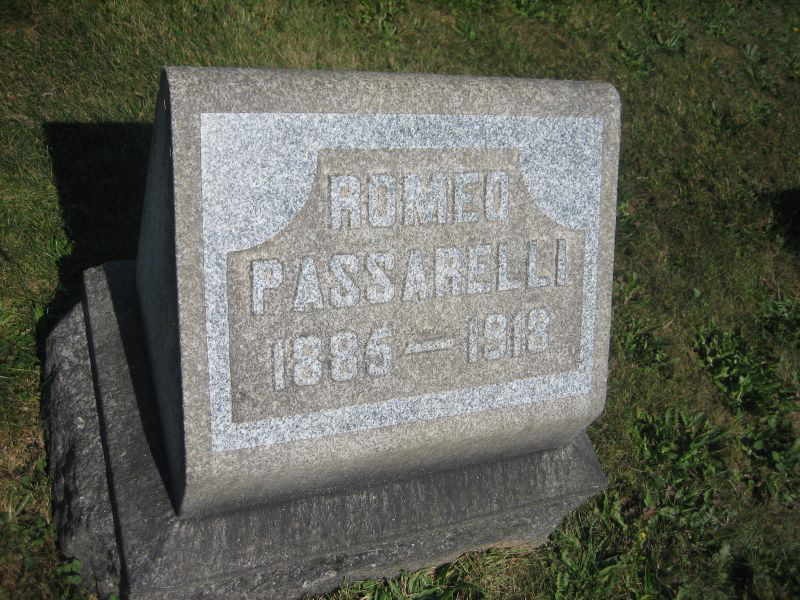 ROMEO
PASSARELLI
1885 — 1918